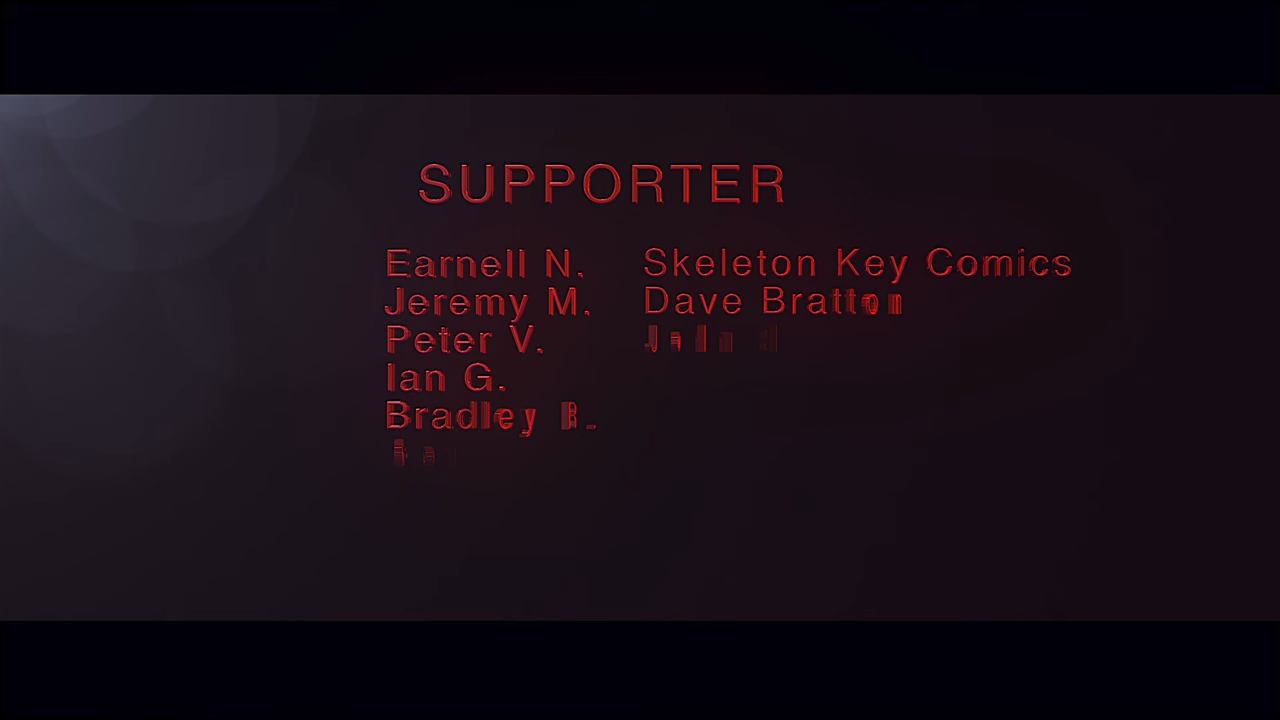 SUPPORTER
Earnell N.
Jeremy M.
Peter V.
Ian G.
Bradley R.
Skeleton Key Comics
Dave Bratton